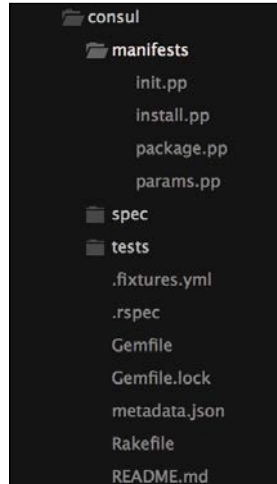 consul
manifests
init.pp
install.pp
package.pp
params.pp
spec
tests
.fixtures.yml
.rspec
Gemfile
Gemfile.lock
metadata.json
Rakefile
README.md